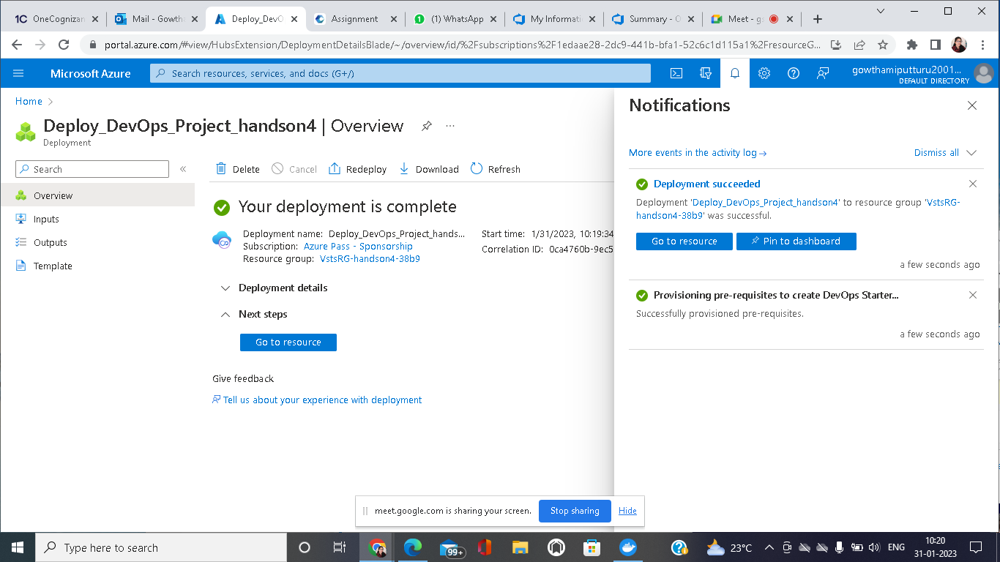 OneCognizan
Mail - Gowtha
Deploy_DevO
Assignment
(1) WhatsApp
My Informati
Summary - O
Meet - gs
portal.azure.com/#view/HubsExtension/DeploymentDetailsBlade/~/overview/id/%2Fsubscriptions%2F1edaae28-2dc9-441b-bfa1-52c6c1d115a1%2FresourceG...
Microsoft Azure
Search resources, services, and docs (G+/)
gowthamiputturu2001...
DEFAULT DIRECTORY
Home
Deploy_DevOps_Project_handson4 | Overview
Deployment
Search
Overview
Inputs
Outputs
Template
Delete
Cancel
Redeploy
Download
Refresh
Your deployment is complete
Deployment name: Deploy_DevOps_Project_hands...
Subscription: Azure Pass - Sponsorship
Resource group: VstsRG-handson4-38b9
Start time: 1/31/2023, 10:19:34
Correlation ID: 0ca4760b-9ec5
Deployment details
Next steps
Go to resource
Give feedback
Tell us about your experience with deployment
Notifications
More events in the activity log →
Dismiss all
Deployment succeeded
Deployment 'Deploy_DevOps_Project_handson4' to resource group 'VstsRG-
handson4-38b9' was successful.
Go to resource
Pin to dashboard
a few seconds ago
Provisioning pre-requisites to create DevOps Starter...
Successfully provisioned pre-requisites.
a few seconds ago
meet.google.com is sharing your screen.
Stop sharing
Hide
Type here to search
99+
23°C
ENG
10:20
31-01-2023